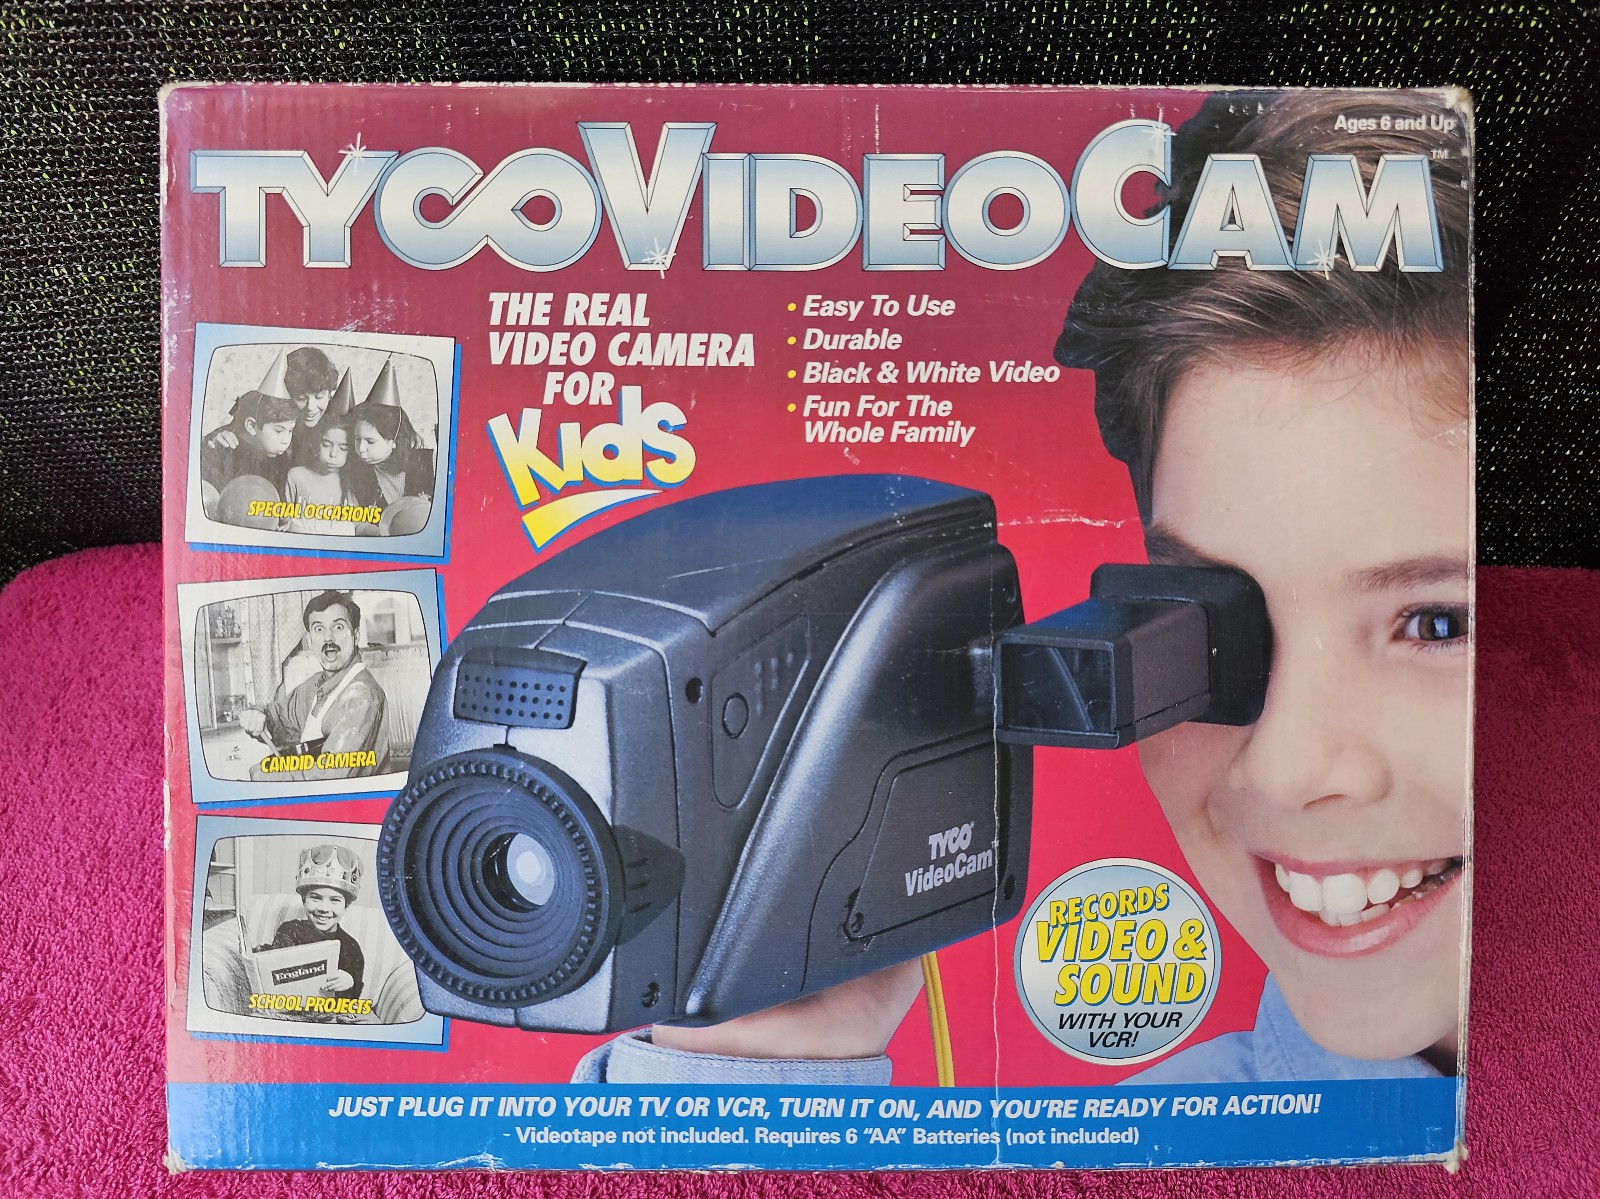 Ages 6 and Up
TYCO VIDEOCAM™
THE REAL
VIDEO CAMERA
FOR
Kids
• Easy To Use
• Durable
• Black & White Video
• Fun For The
Whole Family
SPECIAL OCCASIONS
CANDID CAMERA
England
SCHOOL PROJECTS
TYCO®
VideoCam™
RECORDS
VIDEO &
SOUND
WITH YOUR
VCR!
JUST PLUG IT INTO YOUR TV OR VCR, TURN IT ON, AND YOU'RE READY FOR ACTION!
- Videotape not included. Requires 6 “AA” Batteries (not included)